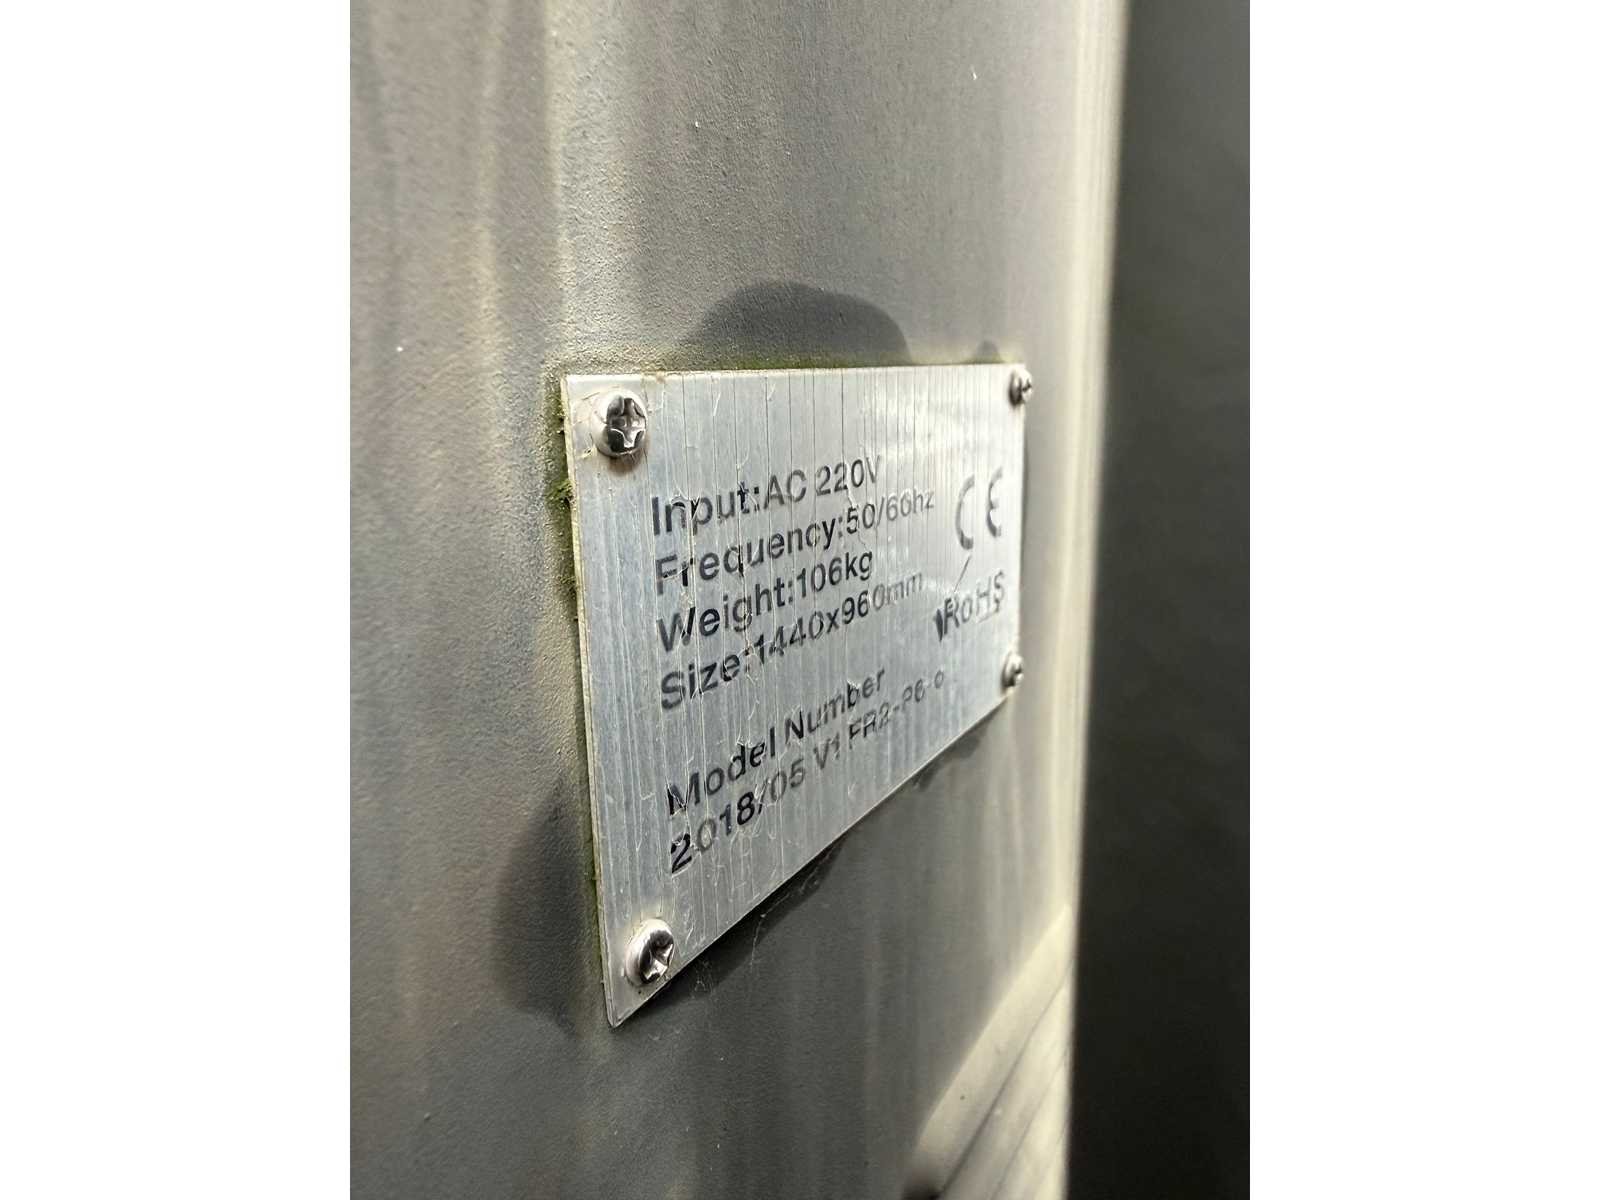 Input:AC 220V
Frequency:50/60hz
Weight:106kg
Size:1440x960mm
CE
RoHS
Model Number
2018/05 V1 FR2-P6-